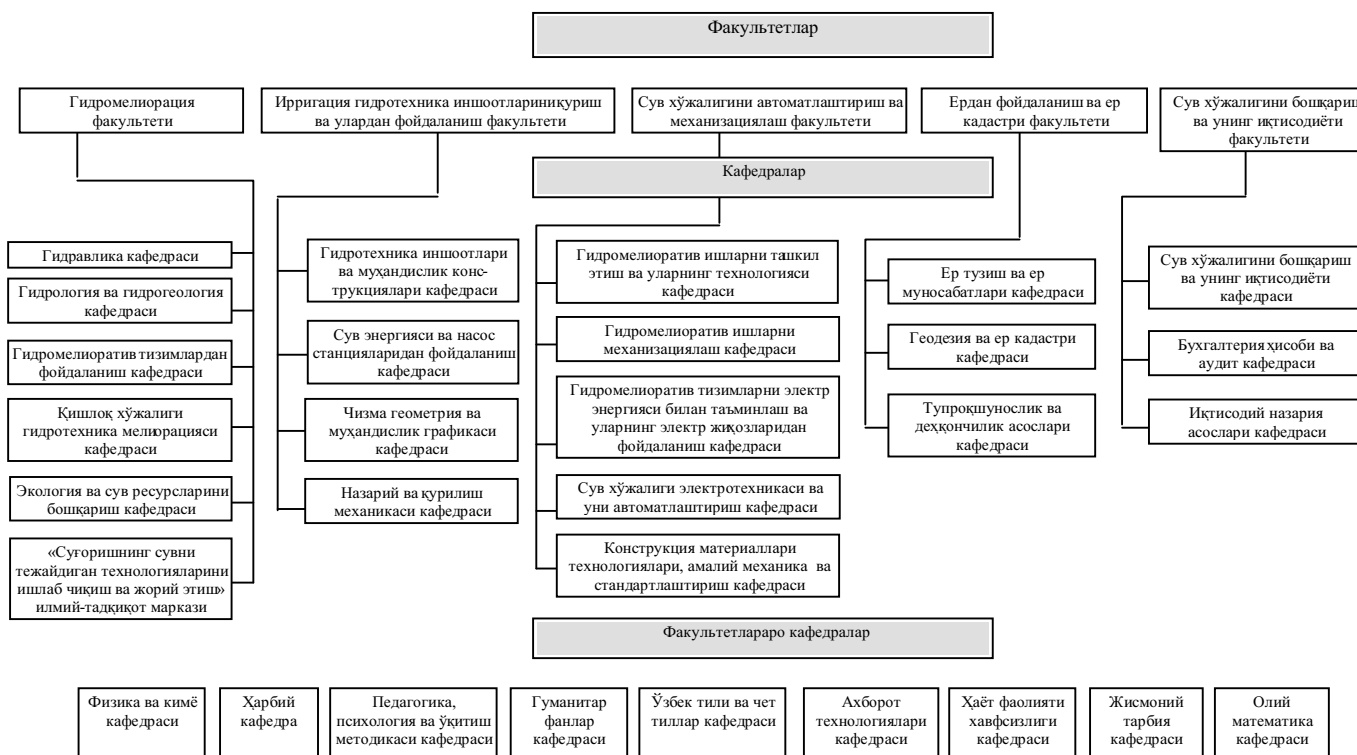 Факультетлар
Гидромелиорация
факультети
Ирригация гидротехника иншоотлариниқуриш
ва улардан фойдаланиш факультети
Сув хўжалигини автоматлаштириш ва
механизациялаш факультети
Ердан фойдаланиш ва ер
кадастри факультети
Сув хўжалигини бошқариш
ва унинг иқтисодиёти
факультети
Кафедралар
Гидравлика кафедраси
Гидрология ва гидрогеология
кафедраси
Гидромелиоратив тизимлардан
фойдаланиш кафедраси
Қишлоқ хўжалиги
гидротехника мелиорацияси
кафедраси
Экология ва сув ресурсларини
бошқариш кафедраси
«Суғоришнинг сувни
тежайдиган технологияларини
ишлаб чиқиш ва жорий этиш»
илмий-тадқиқот маркази
Гидротехника иншоотлари
ва муҳандислик конс-
трукциялари кафедраси
Сув энергияси ва насос
станцияларидан фойдаланиш
кафедраси
Чизма геометрия ва
муҳандислик графикаси
кафедраси
Назарий ва қурилиш
механикаси кафедраси
Гидромелиоратив ишларни ташкил
этиш ва уларнинг технологияси
кафедраси
Гидромелиоратив ишларни
механизациялаш кафедраси
Гидромелиоратив тизимларни электр
энергияси билан таъминлаш ва
уларнинг электр жиҳозларидан
фойдаланиш кафедраси
Сув хўжалиги электротехникаси ва
уни автоматлаштириш кафедраси
Конструкция материаллари
технологиялари, амалий механика ва
стандартлаштириш кафедраси
Ер тузиш ва ер
муносабатлари кафедраси
Геодезия ва ер кадастри
кафедраси
Тупроқшунослик ва
деҳқончилик асослари
кафедраси
Сув хўжалигини бошқариш
ва унинг иқтисодиёти
кафедраси
Бухгалтерия ҳисоби ва
аудит кафедраси
Иқтисодий назария
асослари кафедраси
Факультетлараро кафедралар
Физика ва кимё
кафедраси
Ҳарбий
кафедра
Педагогика,
психология ва ўқитиш
методикаси кафедраси
Гуманитар
фанлар
кафедраси
Ўзбек тили ва чет
тиллар кафедраси
Ахборот
технологиялари
кафедраси
Ҳаёт фаолияти
хавфсизлиги
кафедраси
Жисмоний
тарбия
кафедраси
Олий
математика
кафедраси